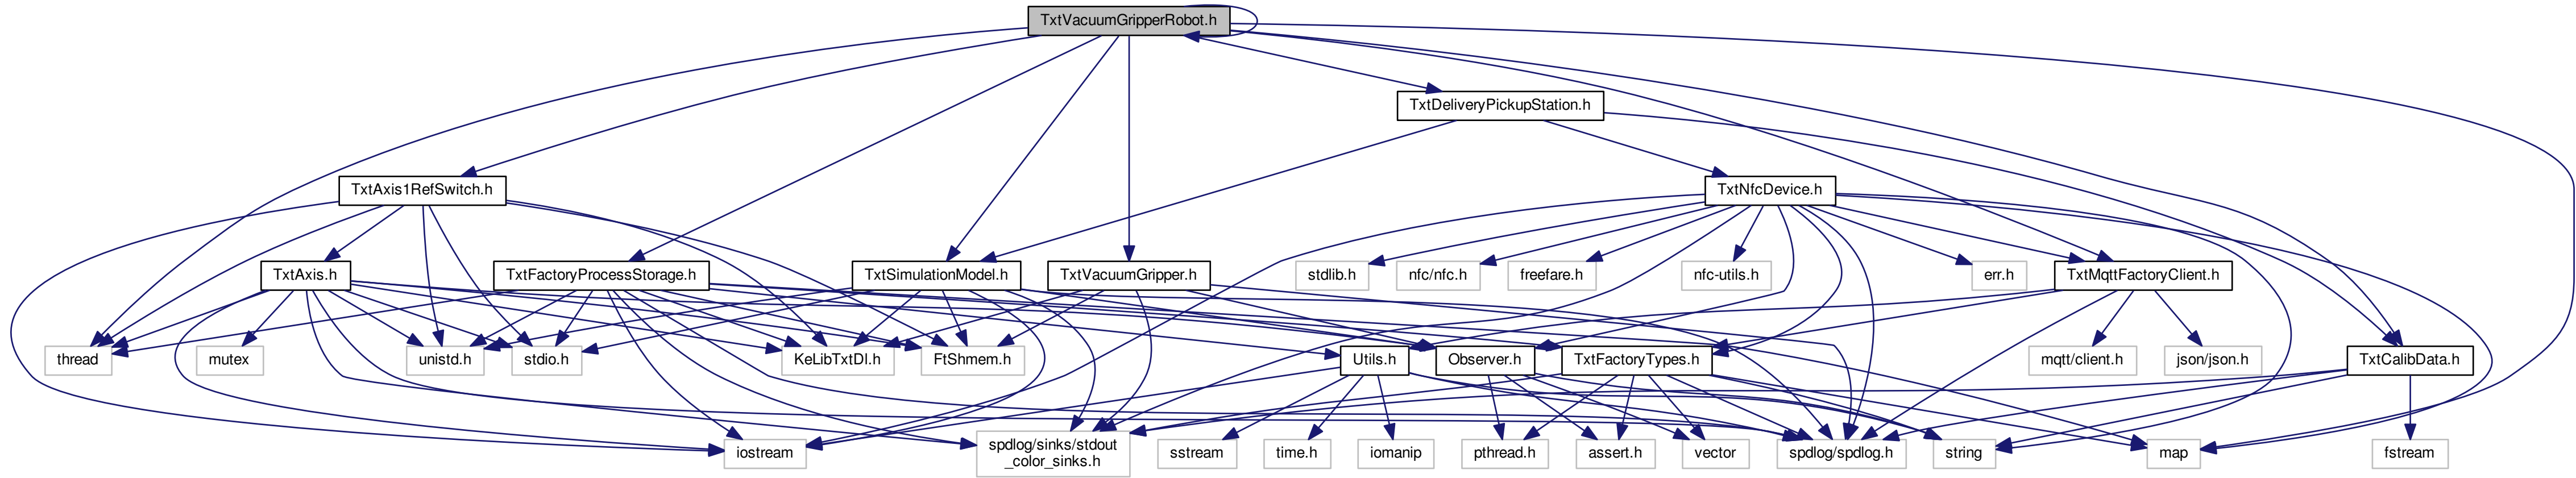 TxtVacuumGripperRobot.h
TxtDeliveryPickupStation.h
TxtAxis1RefSwitch.h
TxtNfcDevice.h
TxtAxis.h
TxtFactoryProcessStorage.h
TxtSimulationModel.h
TxtVacuumGripper.h
stdlib.h
nfc/nfc.h
freefare.h
nfc-utils.h
err.h
TxtMqttFactoryClient.h
thread
mutex
unistd.h
stdio.h
KeLibTxtDl.h
FtShmem.h
Utils.h
Observer.h
TxtFactoryTypes.h
mqtt/client.h
json/json.h
TxtCalibData.h
iostream
spdlog/sinks/stdout
_color_sinks.h
sstream
time.h
iomanip
pthread.h
assert.h
vector
spdlog/spdlog.h
string
map
fstream